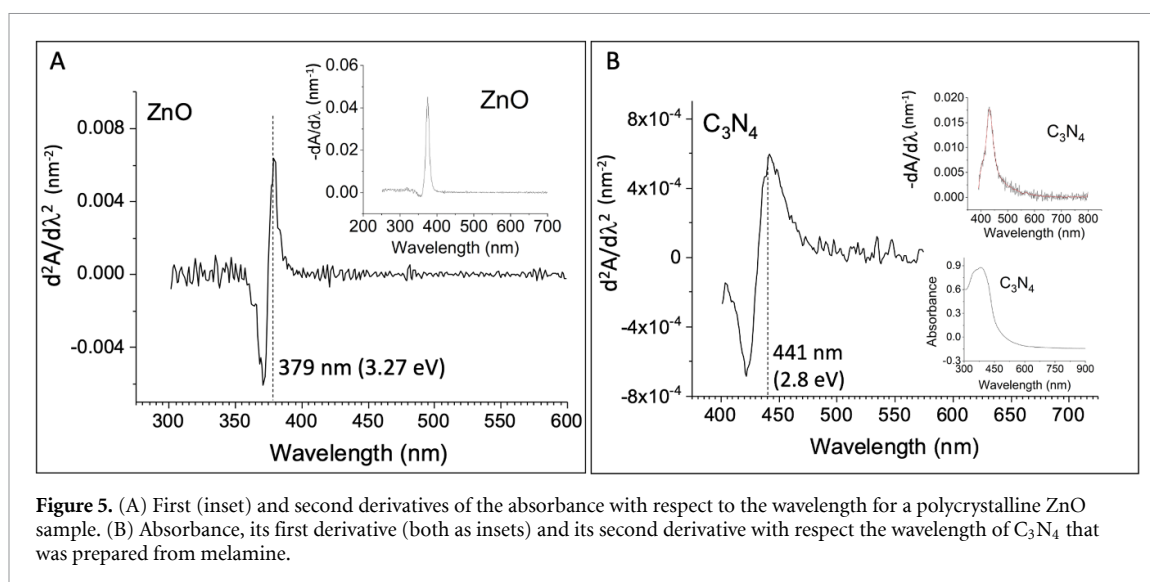 A
ZnO
d²A/dλ² (nm⁻²)
0.008
0.004
0.000
-0.004
300 350 400 450 500 550 600
Wavelength (nm)
379 nm (3.27 eV)
-dA/dλ (nm⁻¹)
0.06
0.04
0.02
0.00
ZnO
200 300 400 500 600 700
Wavelength (nm)
B
C₃N₄
d²A/dλ² (nm⁻²)
8x10⁻⁴
4x10⁻⁴
0
-4x10⁻⁴
-8x10⁻⁴
400 450 500 550 600 650 700
Wavelength (nm)
441 nm
(2.8 eV)
-dA/dλ (nm⁻¹)
0.020
0.015
0.010
0.005
0.000
C₃N₄
400 500 600 700 800
Wavelength (nm)
Absorbance
0.9
0.6
0.3
0.0
-0.3
C₃N₄
300 450 600 750 900
Wavelength (nm)
Figure 5. (A) First (inset) and second derivatives of the absorbance with respect to the wavelength for a polycrystalline ZnO
sample. (B) Absorbance, its first derivative (both as insets) and its second derivative with respect the wavelength of C₃N₄ that
was prepared from melamine.